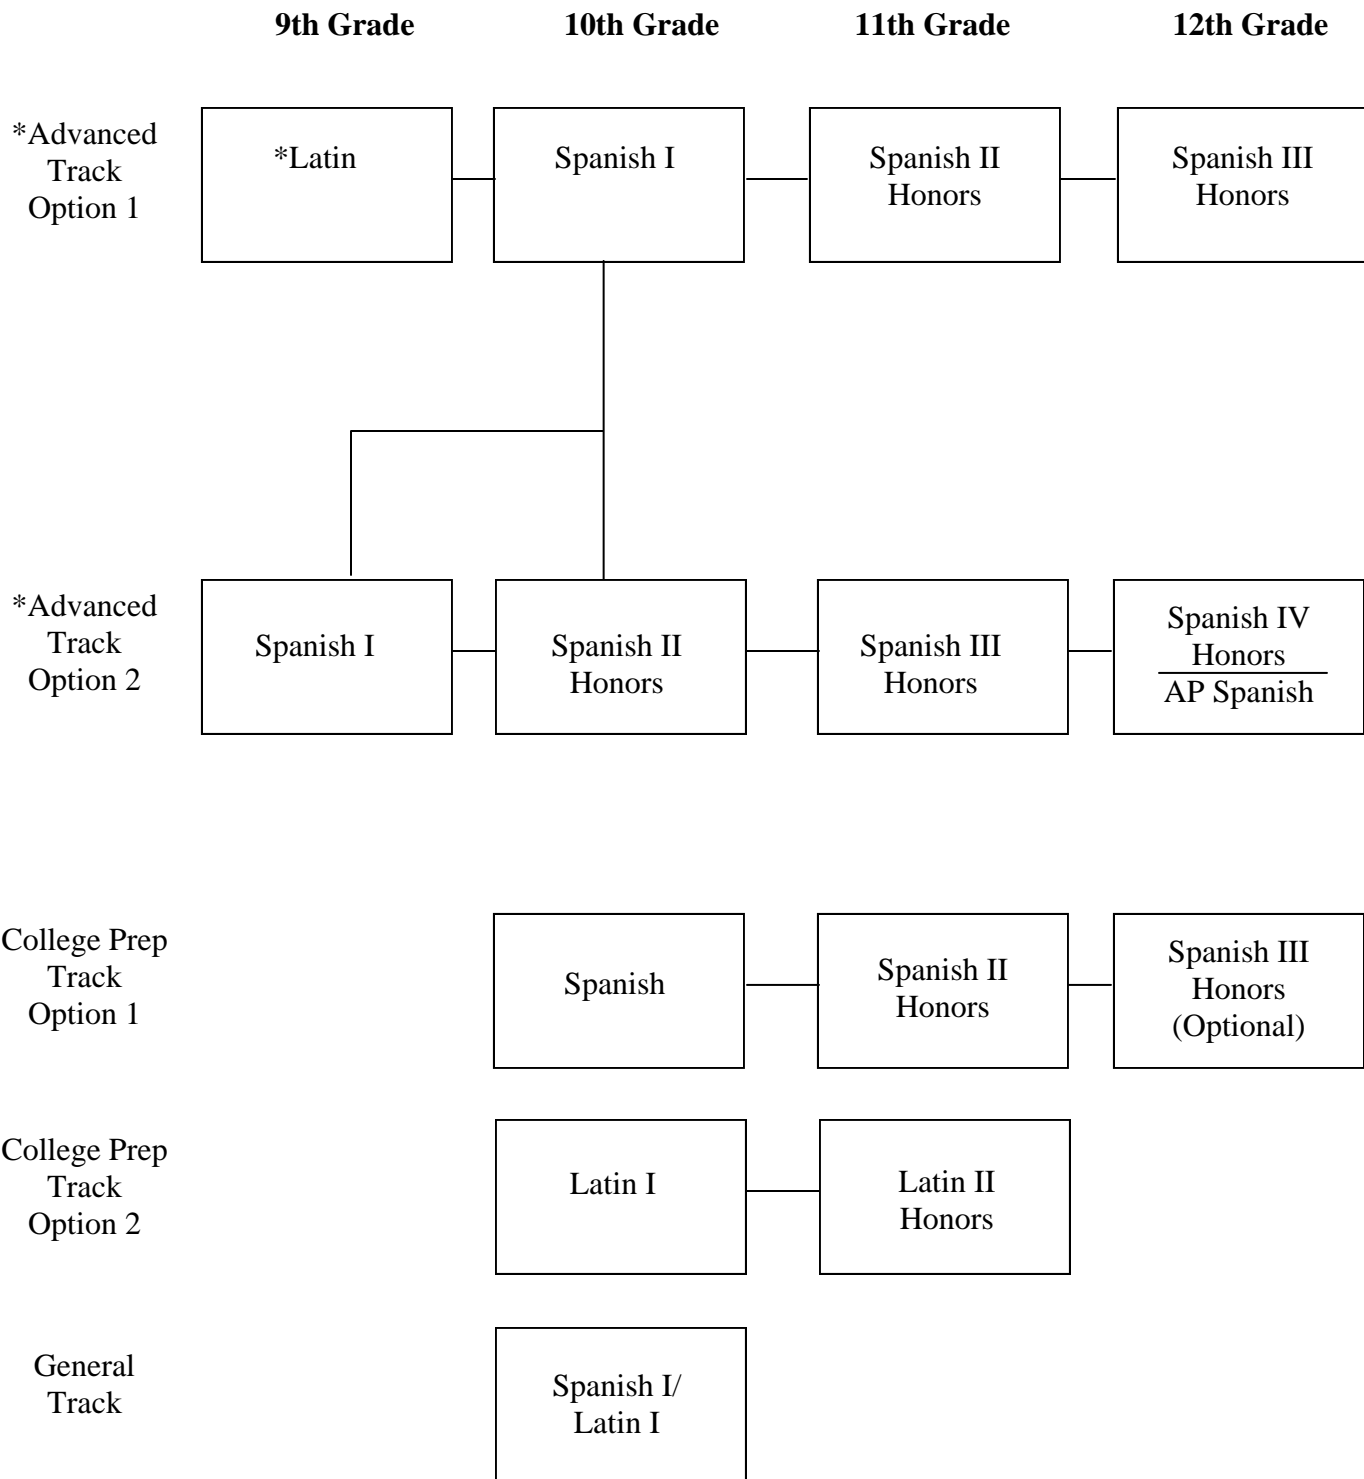 9th Grade 10th Grade 11th Grade 12th Grade
*Advanced
Track
Option 1
*Latin
Spanish I
Spanish II
Honors
Spanish III
Honors
*Advanced
Track
Option 2
Spanish I
Spanish II
Honors
Spanish III
Honors
Spanish IV
Honors
AP Spanish
College Prep
Track
Option 1
Spanish
Spanish II
Honors
Spanish III
Honors
(Optional)
College Prep
Track
Option 2
Latin I
Latin II
Honors
General
Track
Spanish I/
Latin I